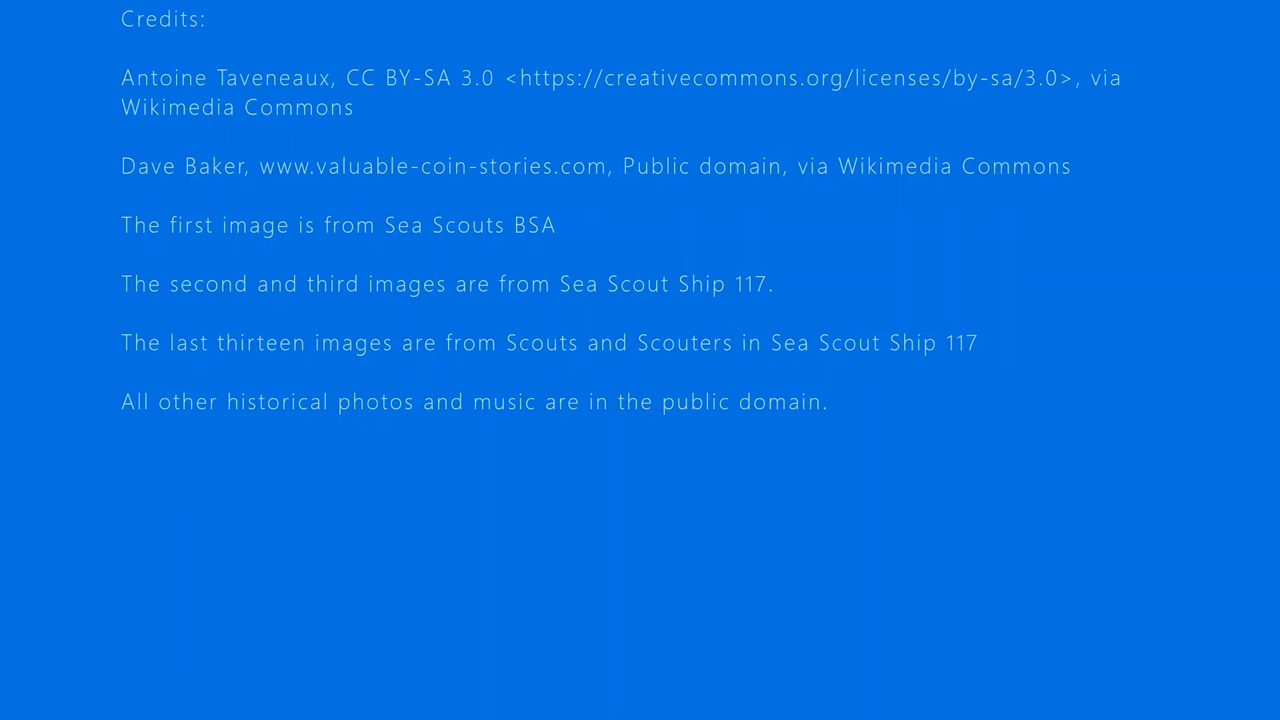 Credits:
Antoine Taveneaux, CC BY-SA 3.0 <https://creativecommons.org/licenses/by-sa/3.0>, via
Wikimedia Commons
Dave Baker, www.valuable-coin-stories.com, Public domain, via Wikimedia Commons
The first image is from Sea Scouts BSA
The second and third images are from Sea Scout Ship 117.
The last thirteen images are from Scouts and Scouters in Sea Scout Ship 117
All other historical photos and music are in the public domain.